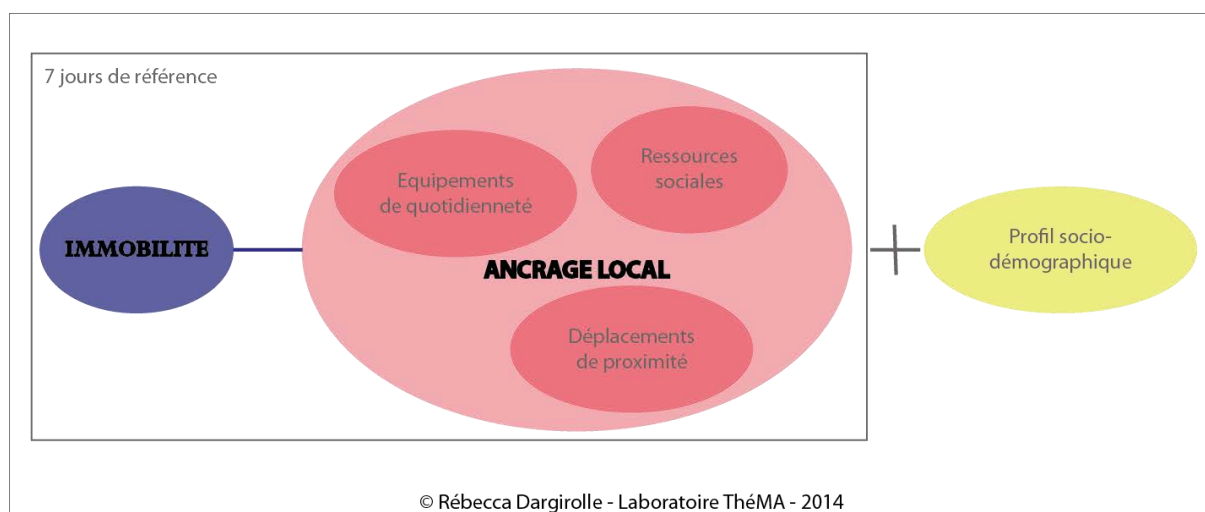 7 jours de référence
Ressources
sociales
Equipements
de quotidienneté
IMMOBILITE
ANCRAGE LOCAL
Profil socio-
démographique
Déplacements
de proximité
© Rébecca Dargirolle - Laboratoire ThéMA - 2014